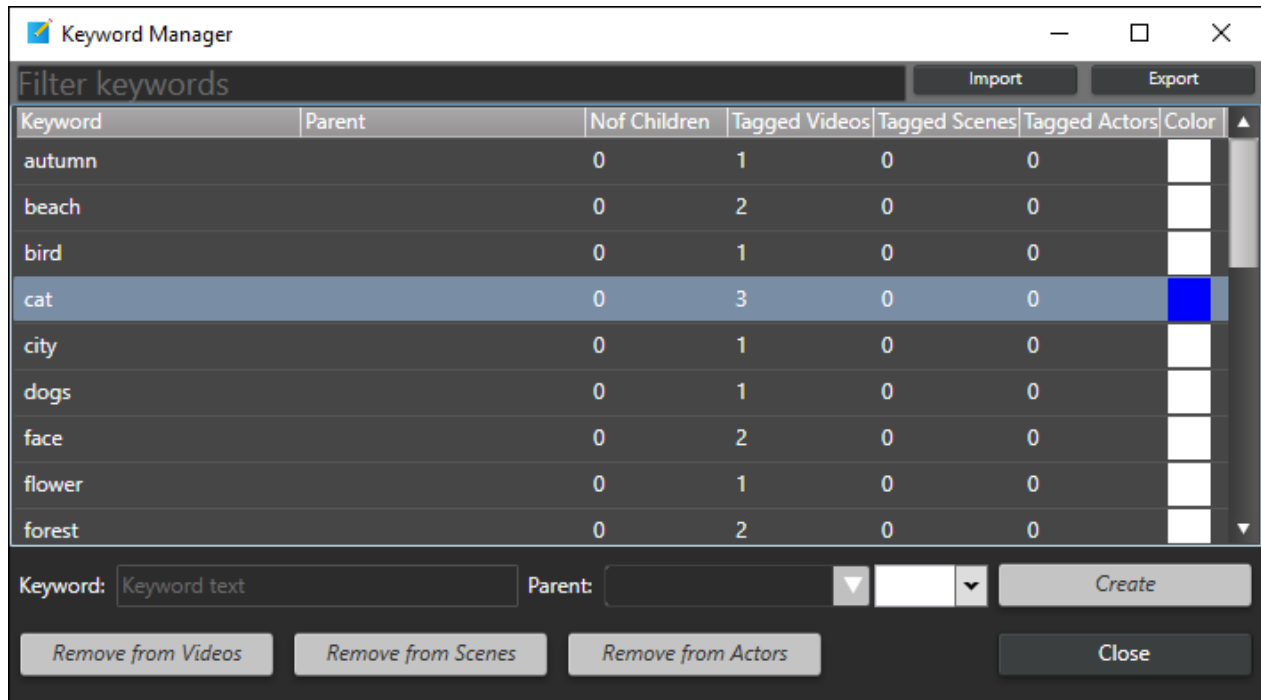 Keyword Manager
Filter keywords Import Export
Keyword Parent Nof Children Tagged Videos Tagged Scenes Tagged Actors Color
autumn 0 1 0 0
beach 0 2 0 0
bird 0 1 0 0
cat 0 3 0 0
city 0 1 0 0
dogs 0 1 0 0
face 0 2 0 0
flower 0 1 0 0
forest 0 2 0 0
Keyword: Keyword text Parent: Create
Remove from Videos Remove from Scenes Remove from Actors Close